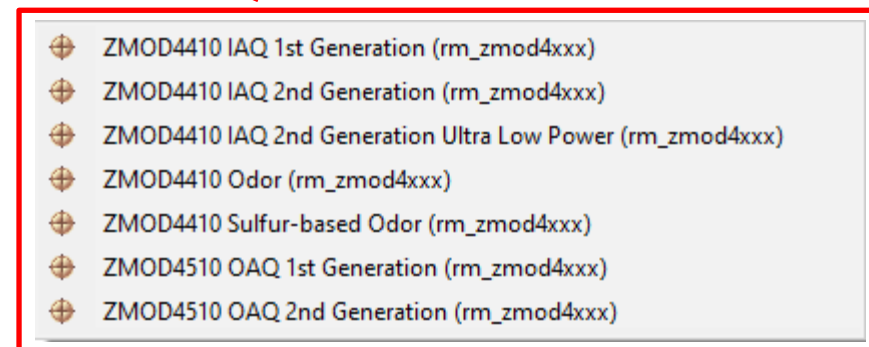 ZMOD4410 IAQ 1st Generation (rm_zmod4xxx)
ZMOD4410 IAQ 2nd Generation (rm_zmod4xxx)
ZMOD4410 IAQ 2nd Generation Ultra Low Power (rm_zmod4xxx)
ZMOD4410 Odor (rm_zmod4xxx)
ZMOD4410 Sulfur-based Odor (rm_zmod4xxx)
ZMOD4510 OAQ 1st Generation (rm_zmod4xxx)
ZMOD4510 OAQ 2nd Generation (rm_zmod4xxx)